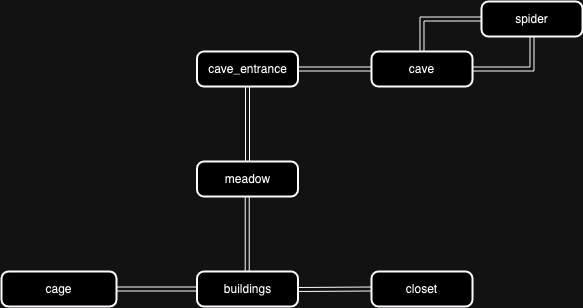 spider
cave_entrance
cave
meadow
cage
buildings
closet